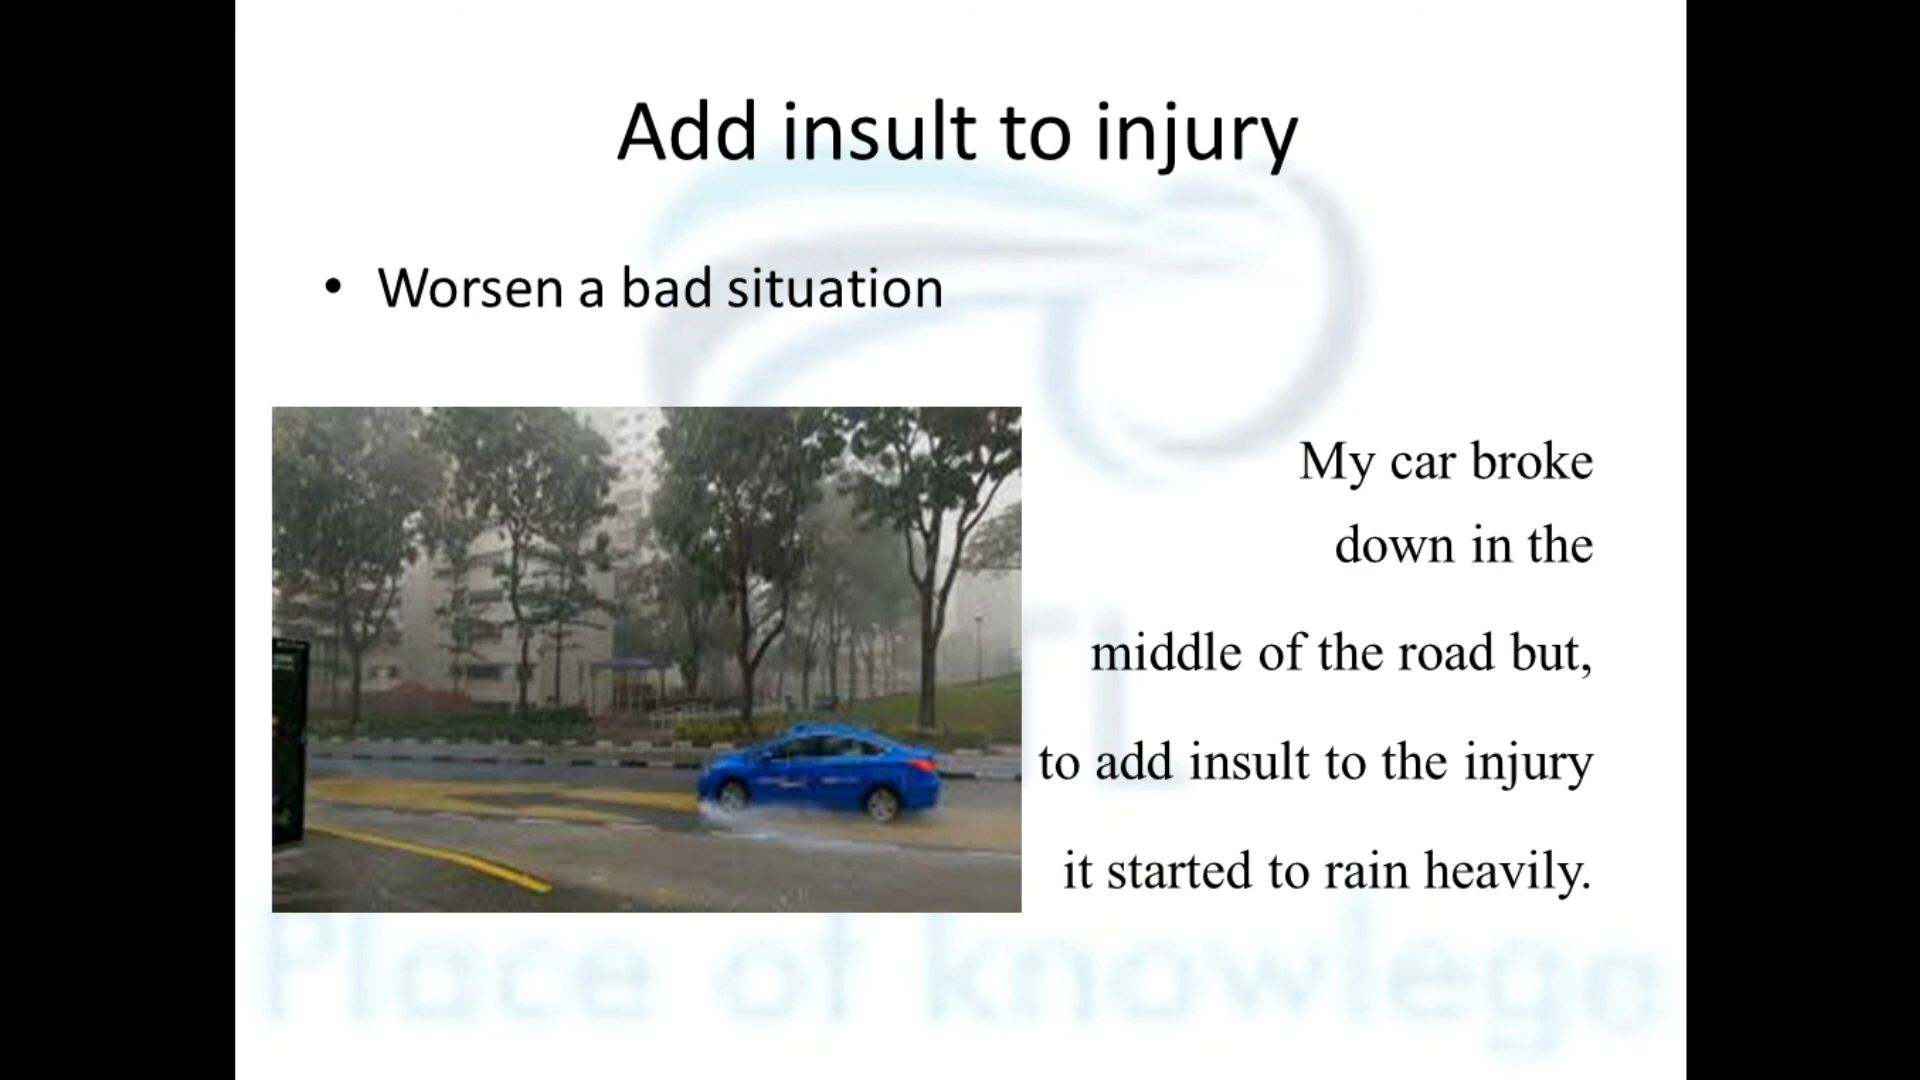 Add insult to injury
• Worsen a bad situation
My car broke
down in the
middle of the road but,
to add insult to the injury
it started to rain heavily.
Place of knowlege